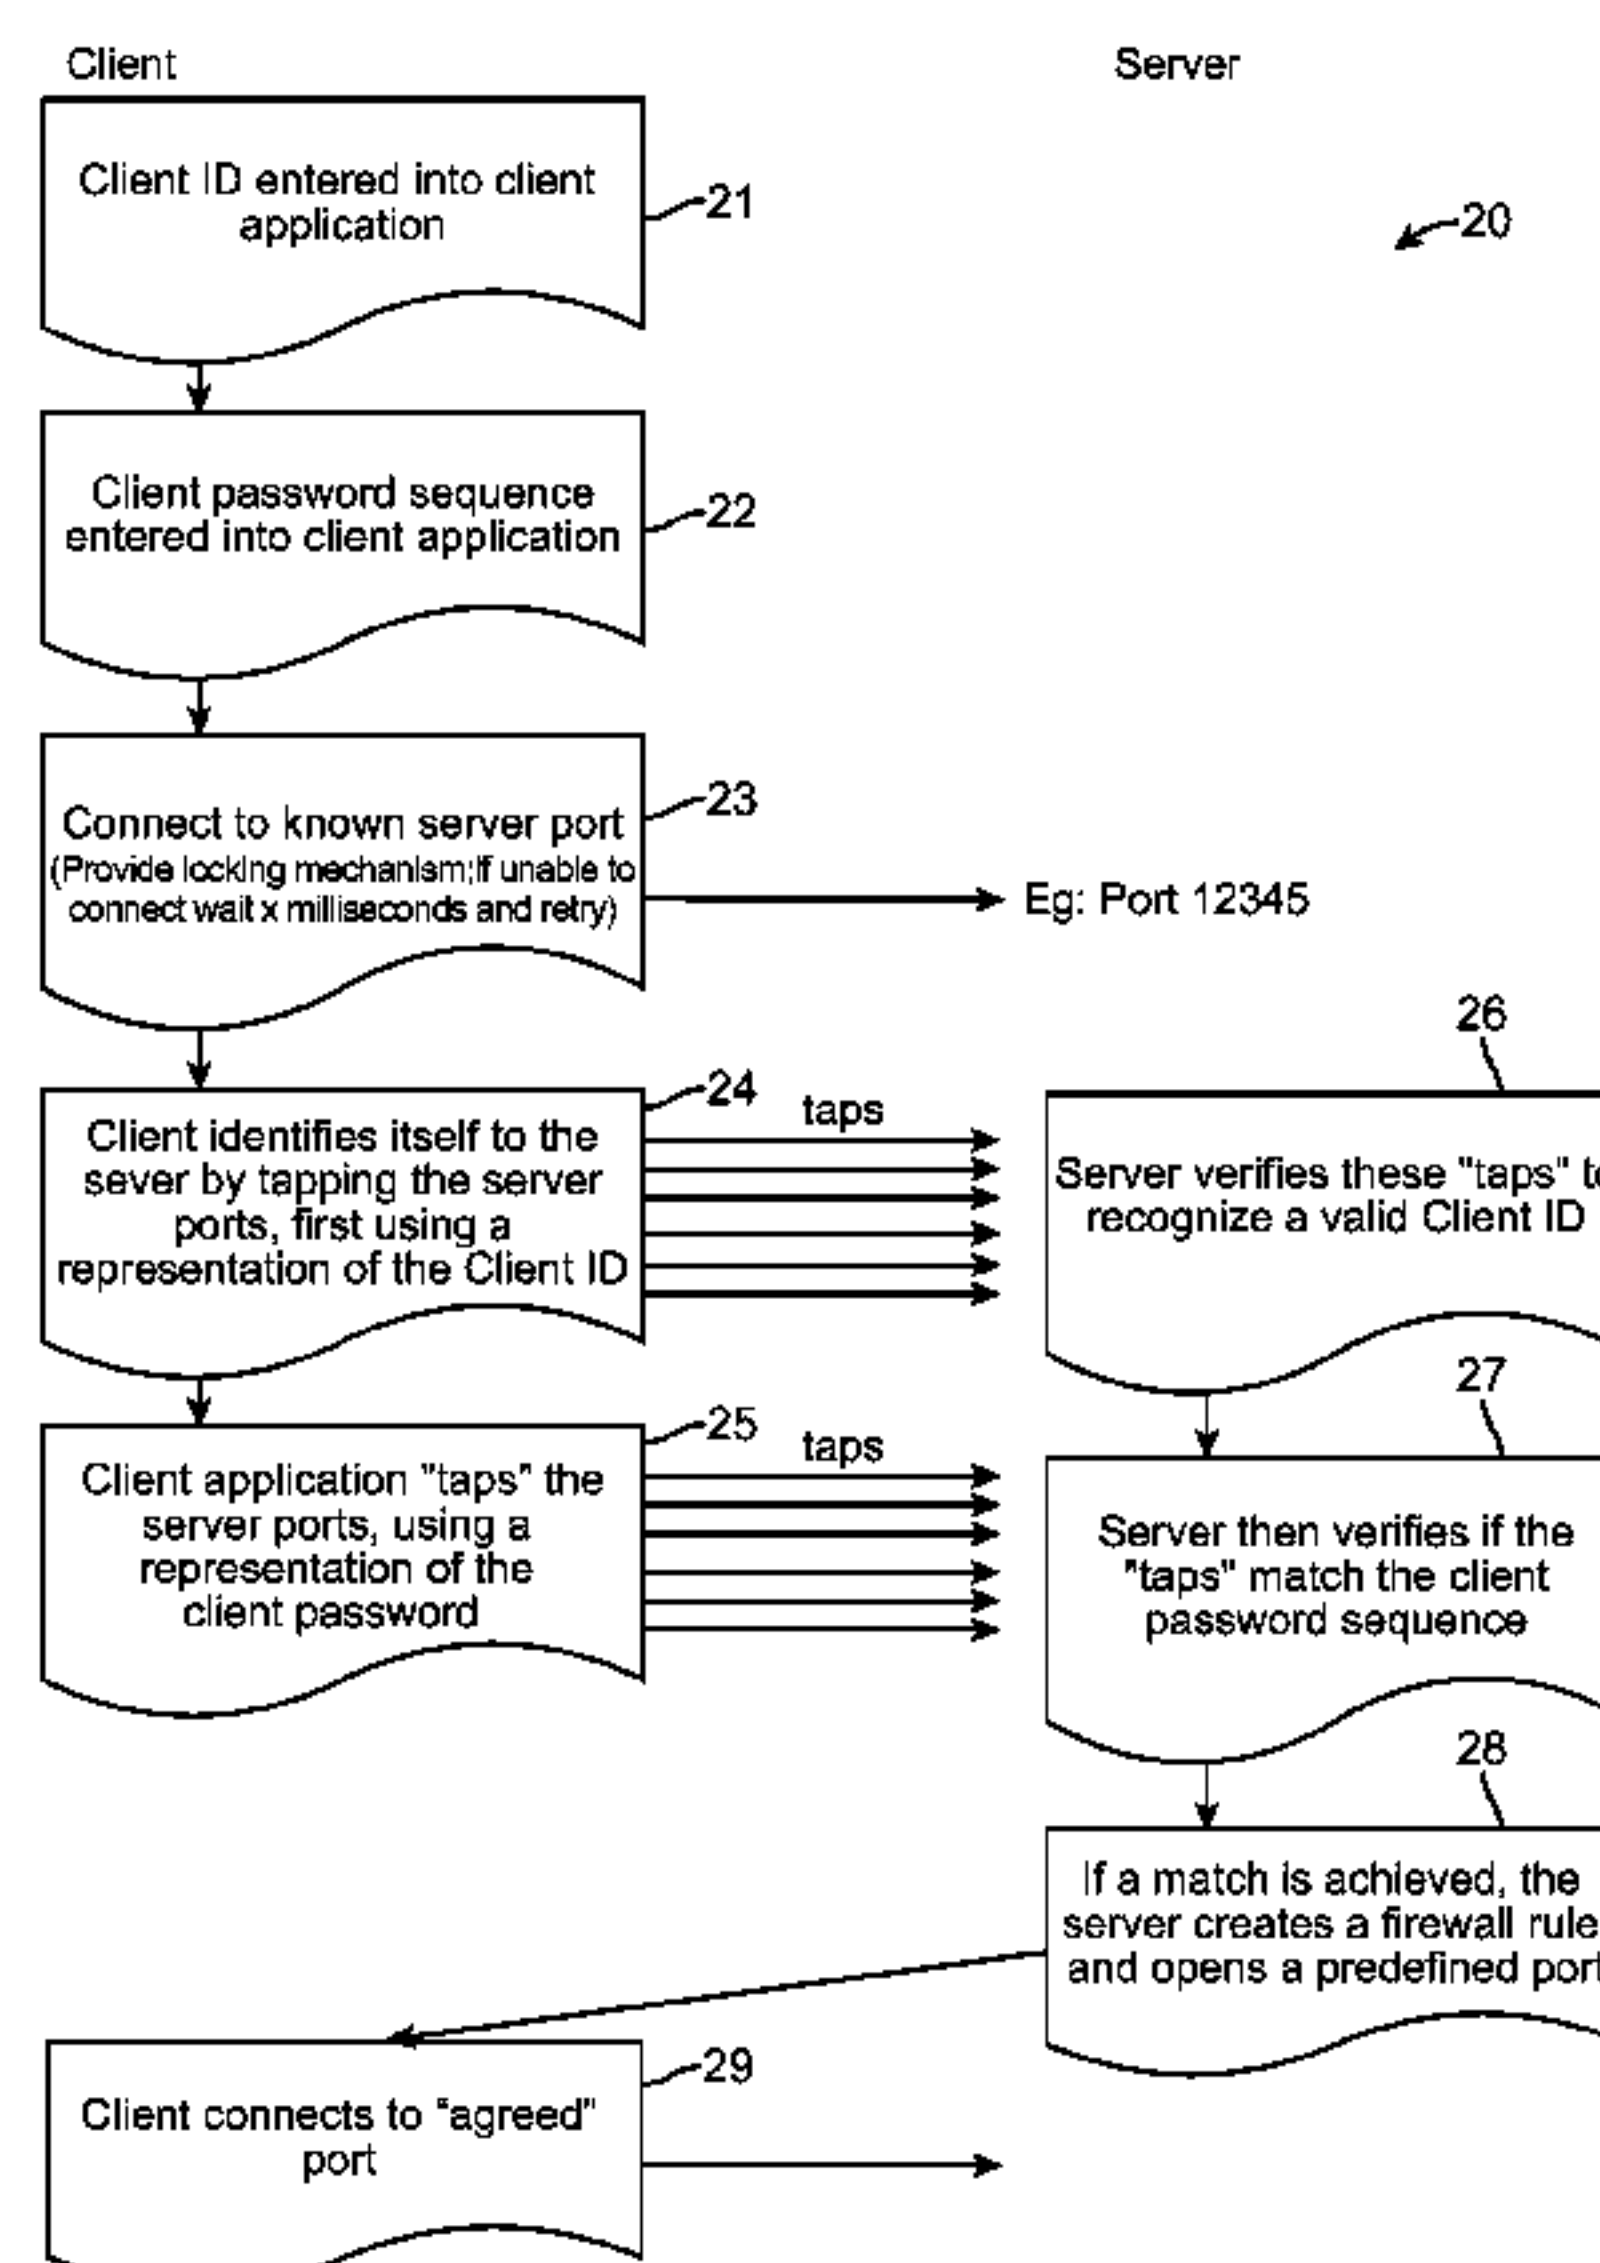 Client
Server
Client ID entered into client
application
21
20
Client password sequence
entered into client application
22
Connect to known server port
(Provide locking mechanism;if unable to
connect wait x milliseconds and retry)
23
Eg: Port 12345
Client identifies itself to the
sever by tapping the server
ports, first using a
representation of the Client ID
24
taps
26
Server verifies these "taps" to
recognize a valid Client ID
Client application "taps" the
server ports, using a
representation of the
client password
25
taps
27
Server then verifies if the
"taps" match the client
password sequence
28
If a match is achieved, the
server creates a firewall rule
and opens a predefined port
Client connects to "agreed"
port
29